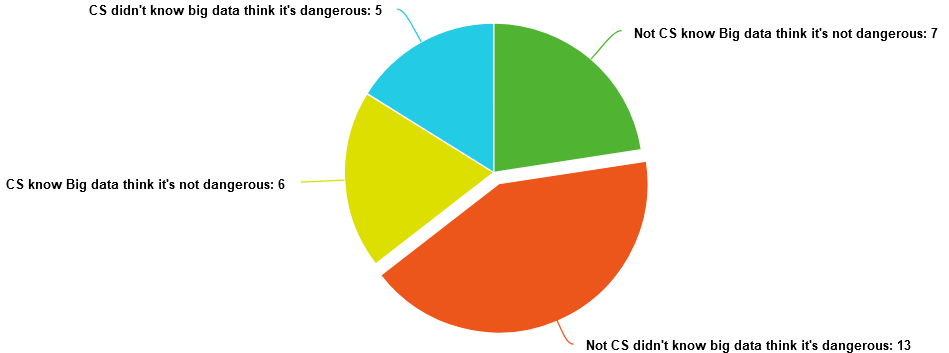 CS didn't know big data think it's dangerous: 5
Not CS know Big data think it's not dangerous: 7
CS know Big data think it's not dangerous: 6
Not CS didn't know big data think it's dangerous: 13